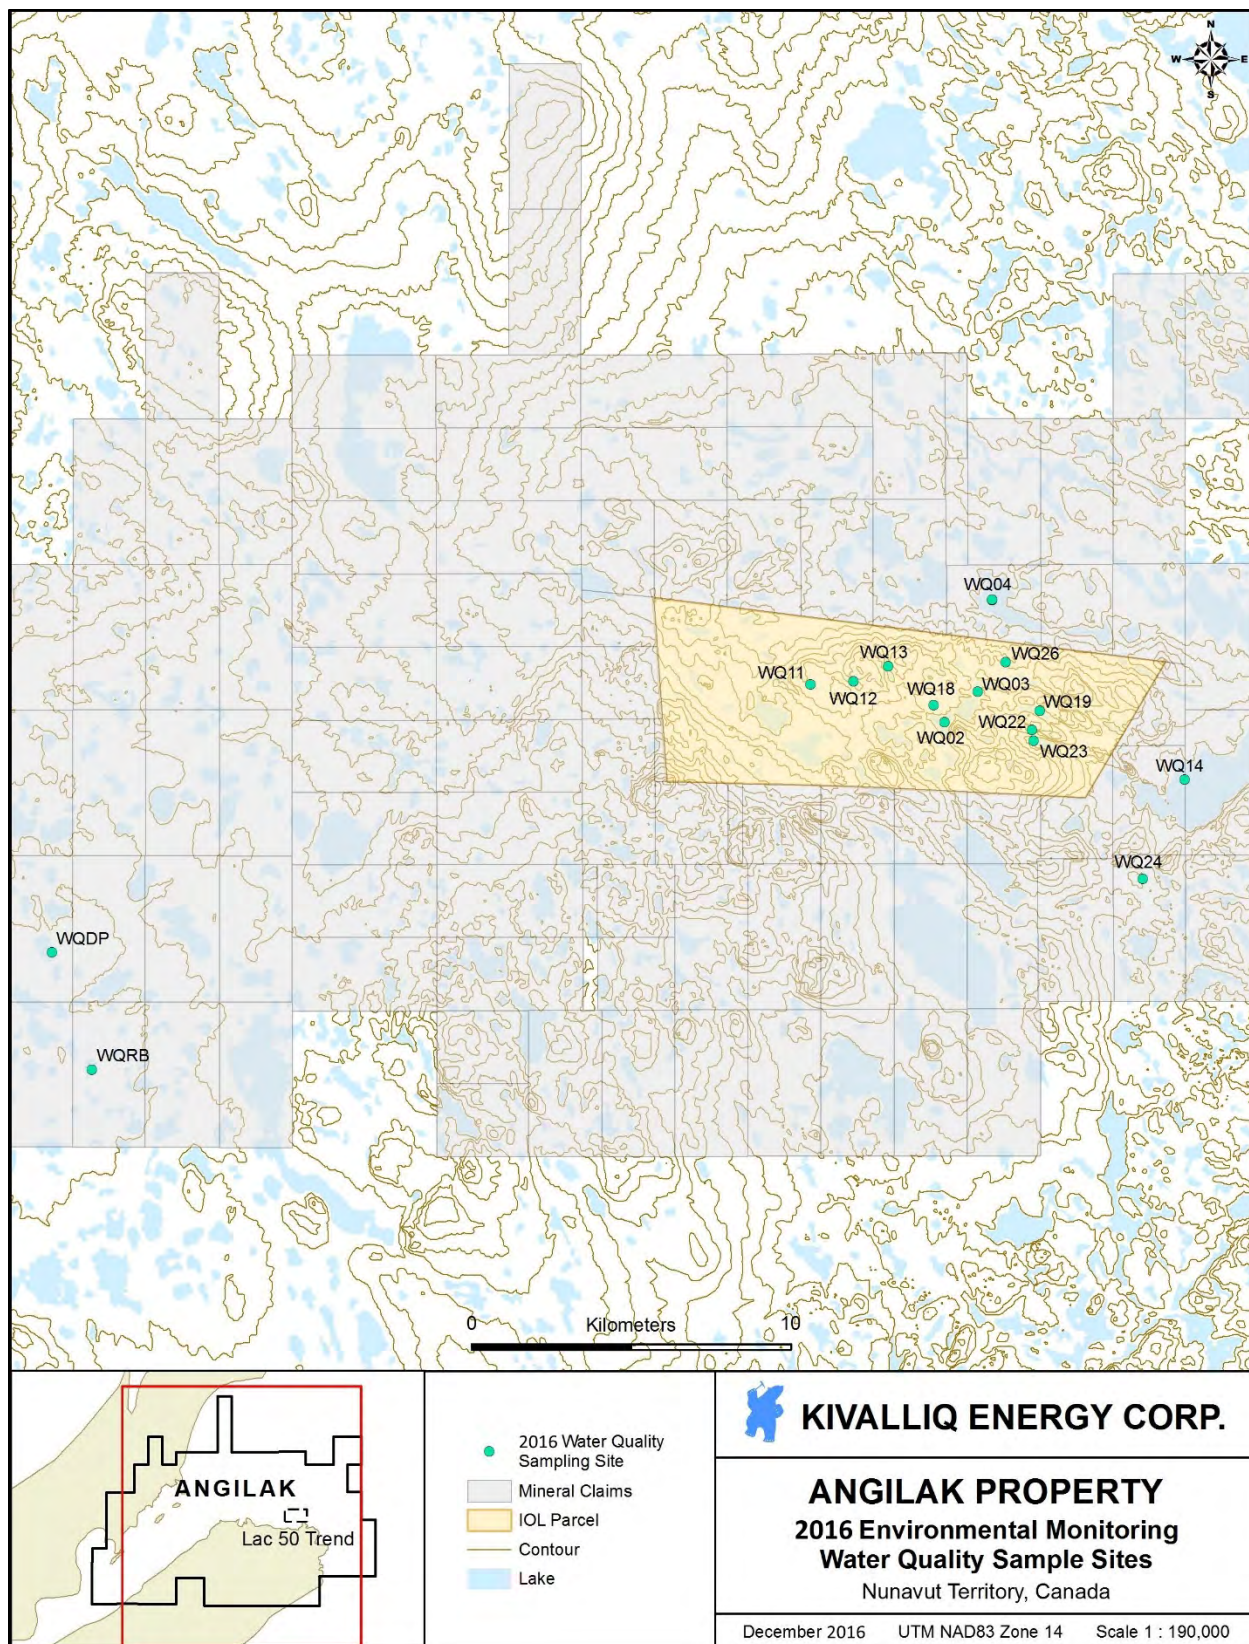 N
W E
S
WQ04
WQ13
WQ26
WQ11
WQ12
WQ18
WQ03
WQ19
WQ02
WQ22
WQ23
WQ14
WQ24
WQDP
WQRB
0 Kilometers 10
ANGILAK
Lac 50 Trend
2016 Water Quality
Sampling Site
Mineral Claims
IOL Parcel
Contour
Lake
KIVALLIQ ENERGY CORP.
ANGILAK PROPERTY
2016 Environmental Monitoring
Water Quality Sample Sites
Nunavut Territory, Canada
December 2016 UTM NAD83 Zone 14 Scale 1 : 190,000